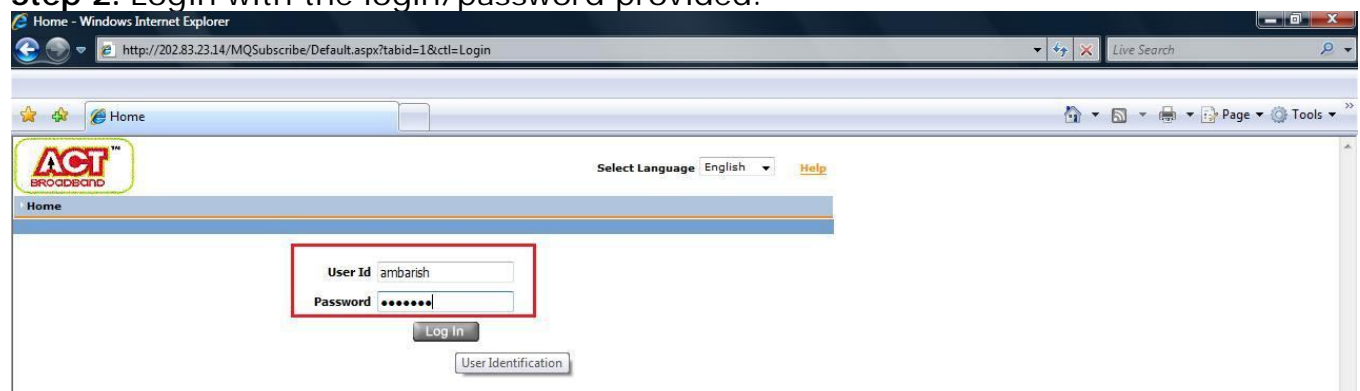 Step 2: Login with the login/password provided.
Home - Windows Internet Explorer
http://202.83.23.14/MQSubscribe/Default.aspx?tabid=1&ctl=Login
Live Search
Home
Page
Tools
ACT™
BROADBAND
Select Language English
Help
Home
User Id ambarish
Password •••••••
Log In
User Identification